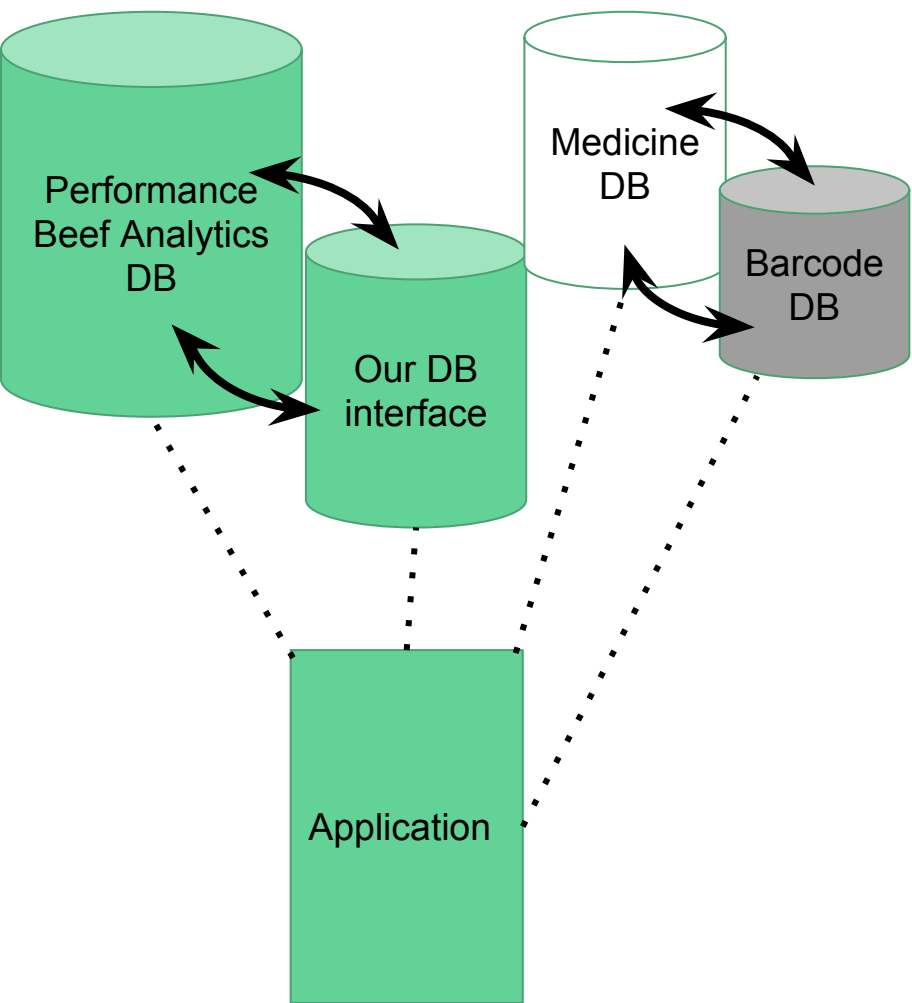 Performance
Beef Analytics
DB
Our DB
interface
Medicine
DB
Barcode
DB
Application